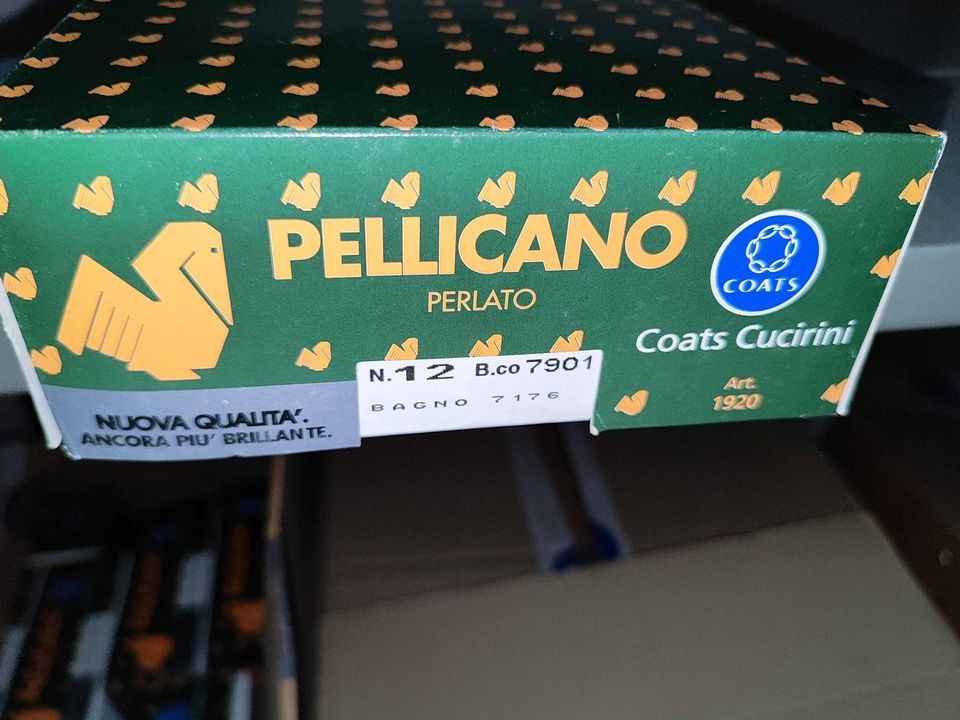 PELLICANO
PERLATO
COATS
Coats Cucirini
N.12 B.co 7901
BAGNO 7176
Art.
1920
NUOVA QUALITA'.
ANCORA PIU' BRILLANTE.